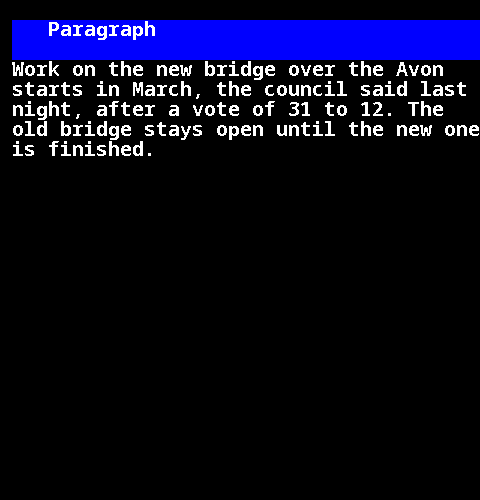 Paragraph
Work on the new bridge over the Avon
starts in March, the council said last
night, after a vote of 31 to 12. The
old bridge stays open until the new one
is finished.